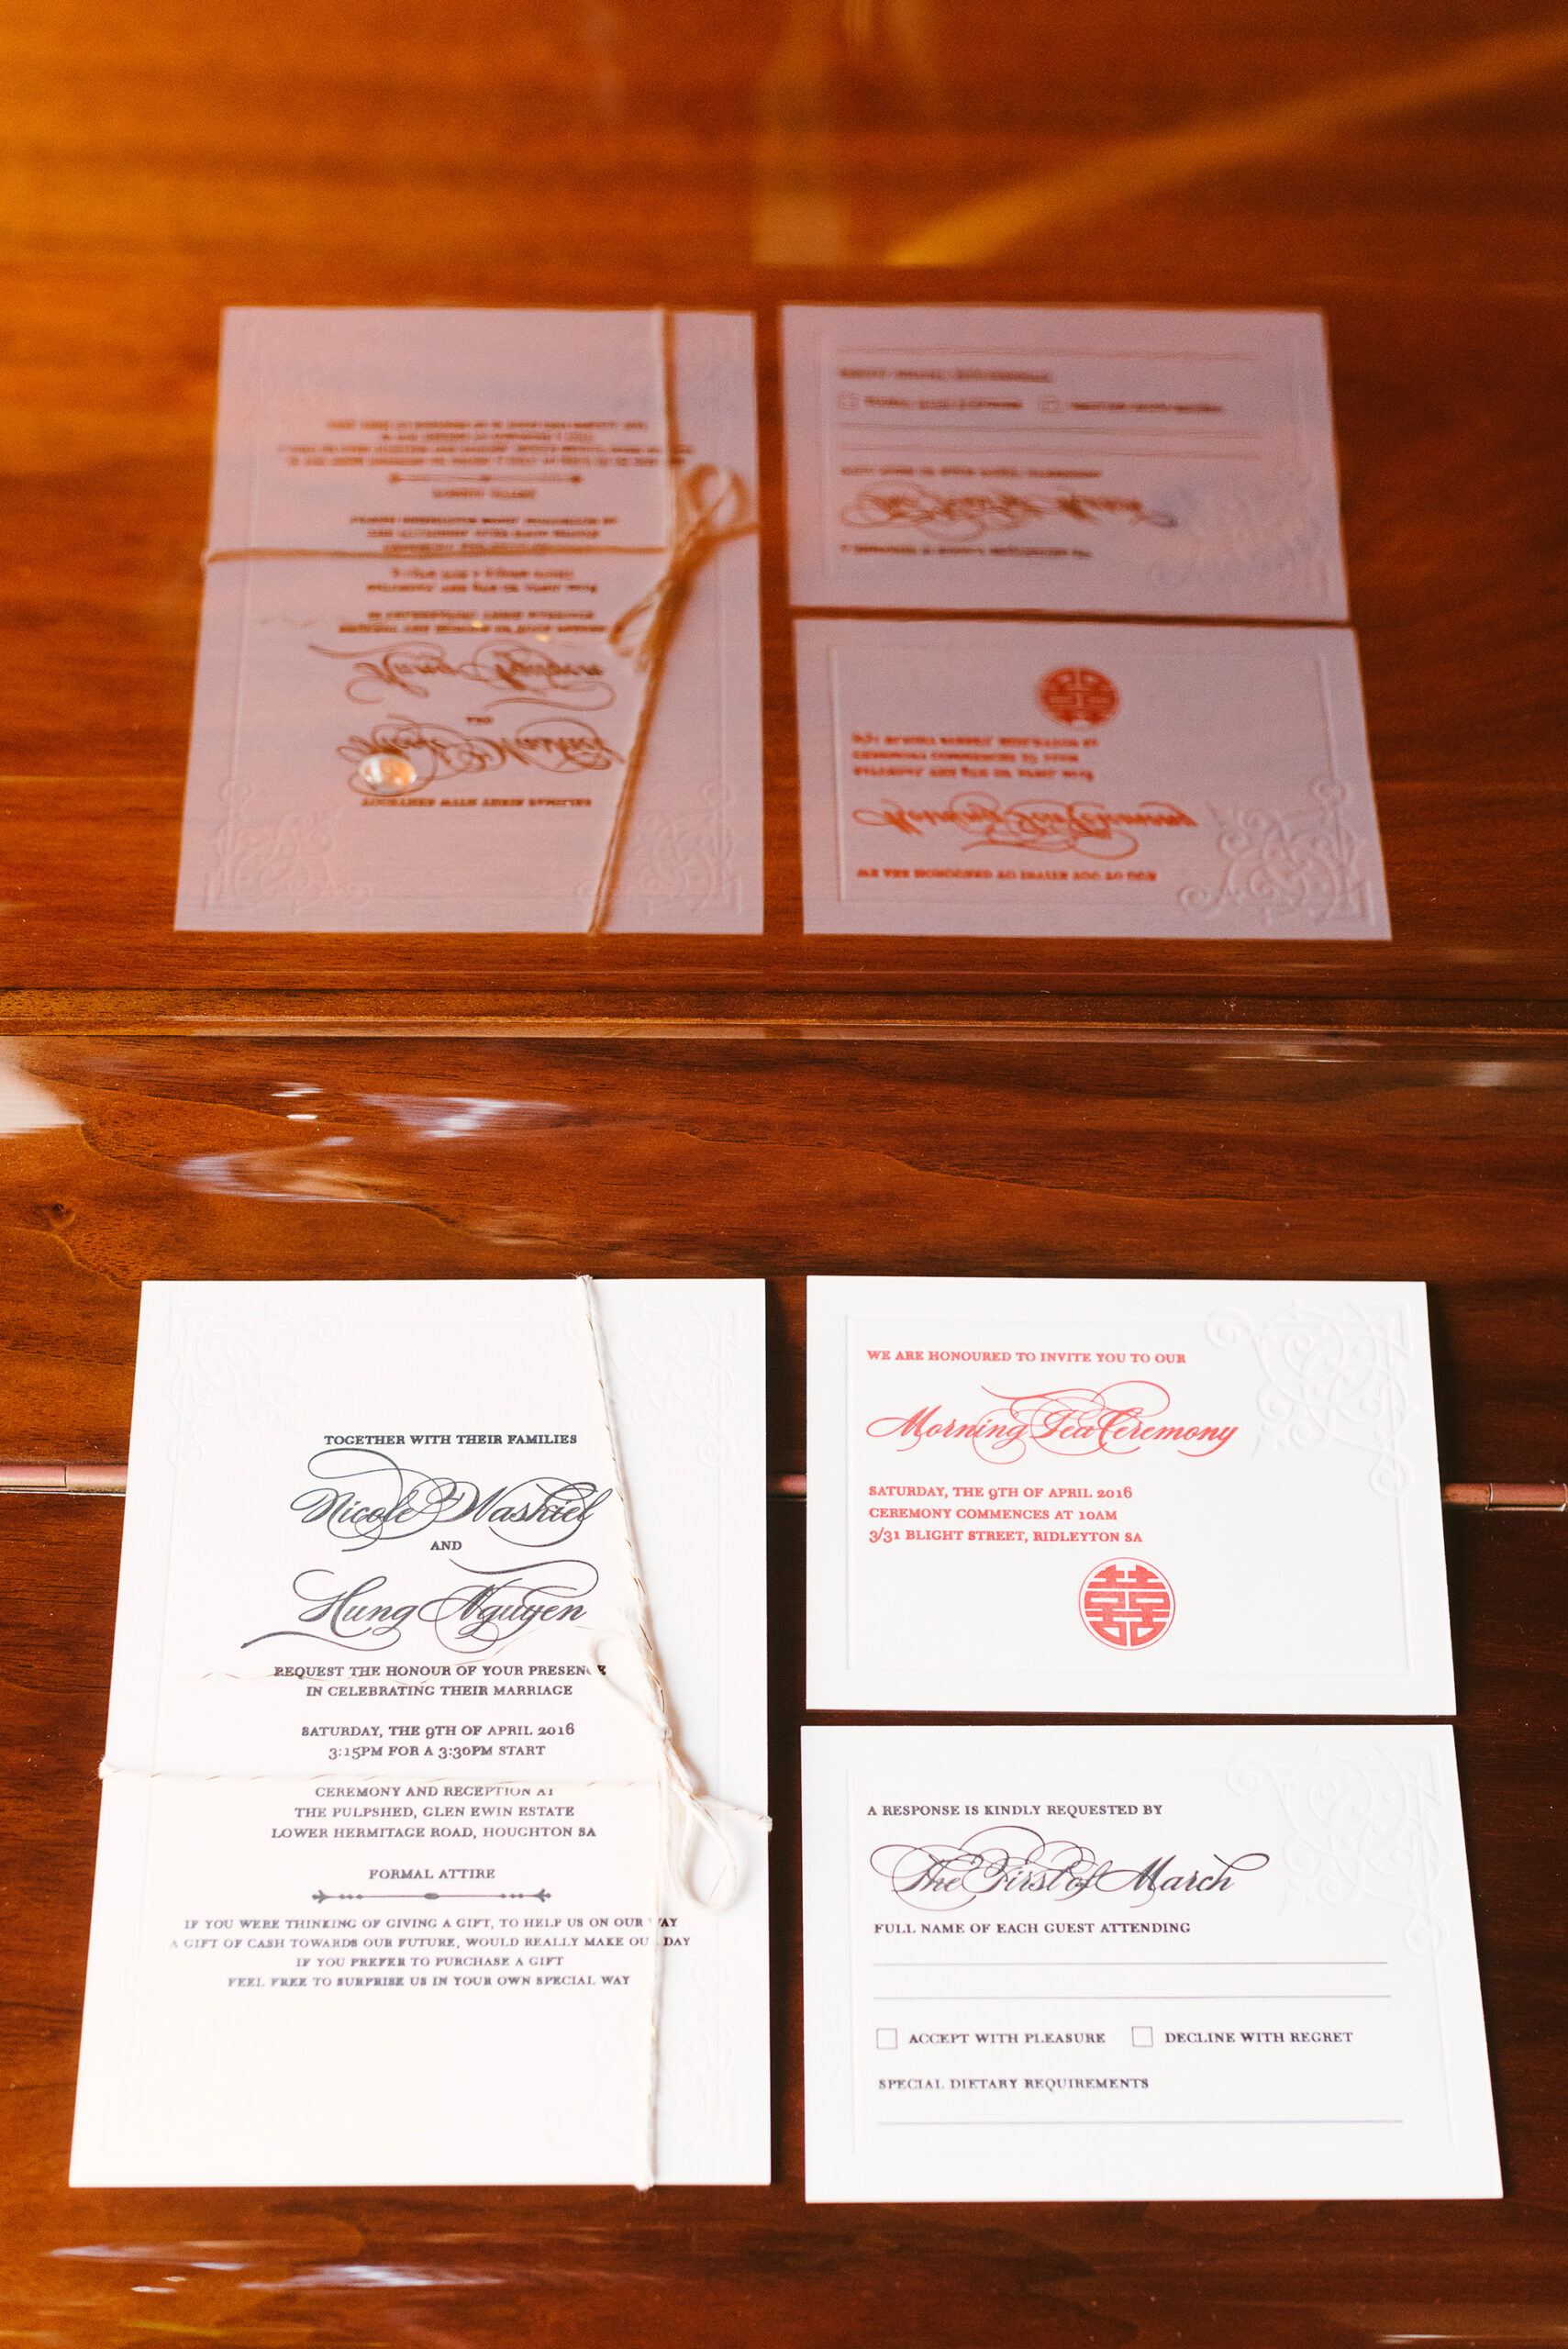 TOGETHER WITH THEIR FAMILIES
Nicole Waskiel
AND
Hung Nguyen
REQUEST THE HONOUR OF YOUR PRESENCE
IN CELEBRATING THEIR MARRIAGE
SATURDAY, THE 9TH OF APRIL 2016
3:15PM FOR A 3:30PM START
CEREMONY AND RECEPTION AT
THE PULPSHED, GLEN EWIN ESTATE
LOWER HERMITAGE ROAD, HOUGHTON SA
FORMAL ATTIRE
IF YOU WERE THINKING OF GIVING A GIFT, TO HELP US ON OUR WAY
A GIFT OF CASH TOWARDS OUR FUTURE, WOULD REALLY MAKE OUR DAY
IF YOU PREFER TO PURCHASE A GIFT
FEEL FREE TO SURPRISE US IN YOUR OWN SPECIAL WAY
WE ARE HONOURED TO INVITE YOU TO OUR
Morning Tea Ceremony
SATURDAY, THE 9TH OF APRIL 2016
CEREMONY COMMENCES AT 10AM
3/31 BLIGHT STREET, RIDLEYTON SA
囍
A RESPONSE IS KINDLY REQUESTED BY
The First of March
FULL NAME OF EACH GUEST ATTENDING
ACCEPT WITH PLEASURE DECLINE WITH REGRET
SPECIAL DIETARY REQUIREMENTS